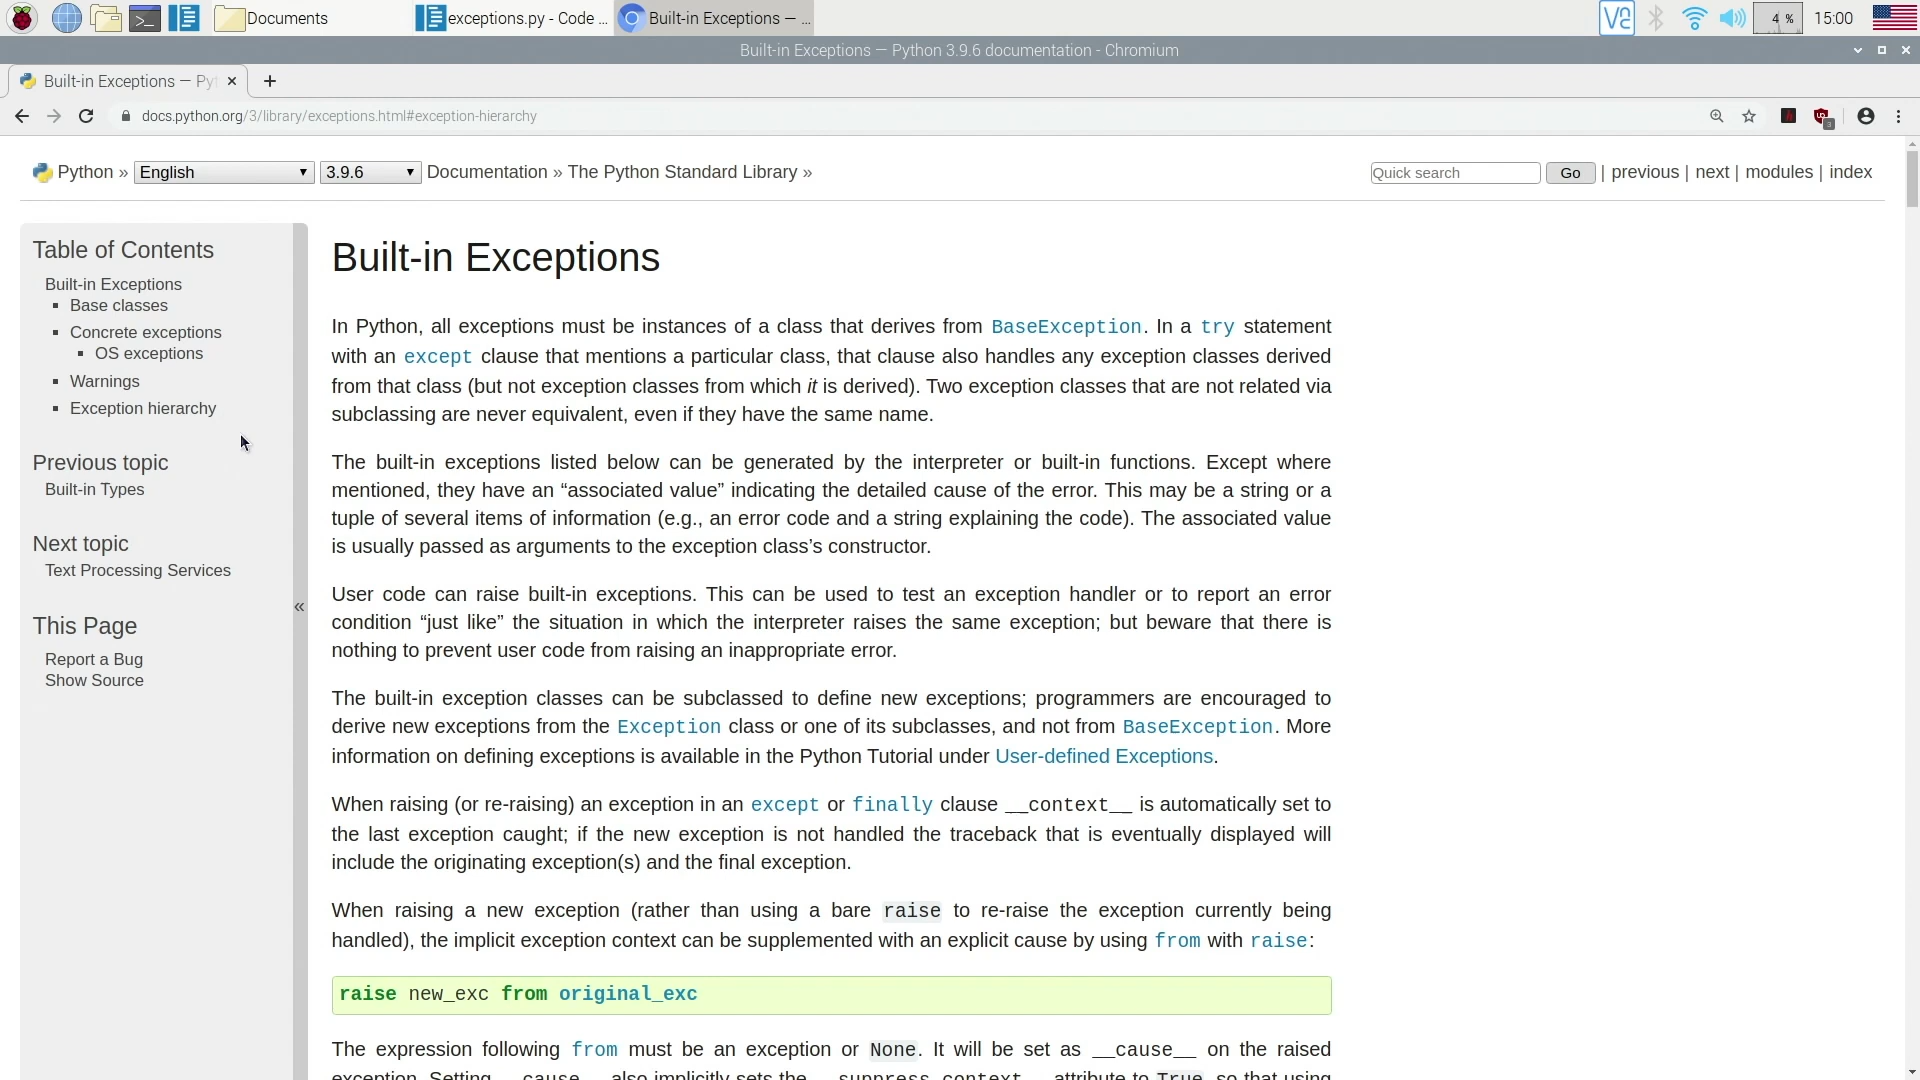 Documents
exceptions.py - Code ...
Built-in Exceptions — ...
4 %
15:00
Built-in Exceptions — Python 3.9.6 documentation - Chromium
Built-in Exceptions — Pyt
docs.python.org/3/library/exceptions.html#exception-hierarchy
3
Python » English 3.9.6 Documentation » The Python Standard Library »
Quick search Go | previous | next | modules | index
Table of Contents
Built-in Exceptions
Base classes
Concrete exceptions
OS exceptions
Warnings
Exception hierarchy
Previous topic
Built-in Types
Next topic
Text Processing Services
This Page
Report a Bug
Show Source
«
Built-in Exceptions
In Python, all exceptions must be instances of a class that derives from BaseException. In a try statement
with an except clause that mentions a particular class, that clause also handles any exception classes derived
from that class (but not exception classes from which it is derived). Two exception classes that are not related via
subclassing are never equivalent, even if they have the same name.
The built-in exceptions listed below can be generated by the interpreter or built-in functions. Except where
mentioned, they have an “associated value” indicating the detailed cause of the error. This may be a string or a
tuple of several items of information (e.g., an error code and a string explaining the code). The associated value
is usually passed as arguments to the exception class’s constructor.
User code can raise built-in exceptions. This can be used to test an exception handler or to report an error
condition “just like” the situation in which the interpreter raises the same exception; but beware that there is
nothing to prevent user code from raising an inappropriate error.
The built-in exception classes can be subclassed to define new exceptions; programmers are encouraged to
derive new exceptions from the Exception class or one of its subclasses, and not from BaseException. More
information on defining exceptions is available in the Python Tutorial under User-defined Exceptions.
When raising (or re-raising) an exception in an except or finally clause __context__ is automatically set to
the last exception caught; if the new exception is not handled the traceback that is eventually displayed will
include the originating exception(s) and the final exception.
When raising a new exception (rather than using a bare raise to re-raise the exception currently being
handled), the implicit exception context can be supplemented with an explicit cause by using from with raise:
raise new_exc from original_exc
The expression following from must be an exception or None. It will be set as __cause__ on the raised
exception. Setting __cause__ also implicitly sets the __suppress_context__ attribute to True, so that using